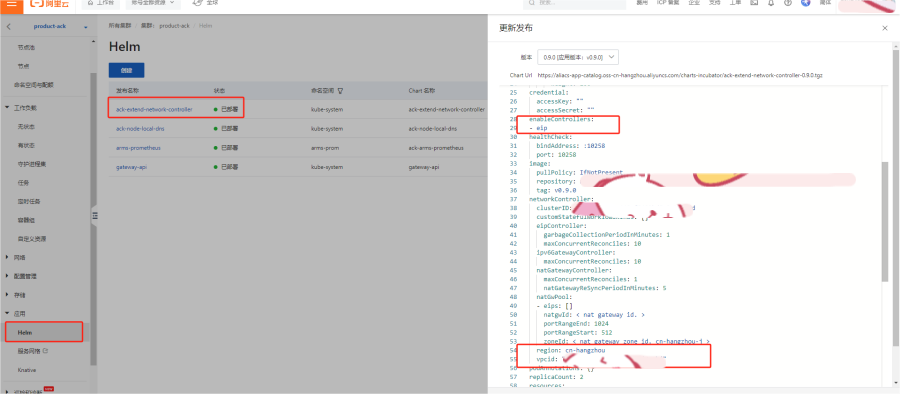 阿里云
工作台
账号全部资源
全球
搜索...
费用
ICP 备案
企业
支持
工单
简体
product-ack
节点池
节点
命名空间与配额
工作负载
无状态
有状态
守护进程集
任务
定时任务
容器组
自定义资源
网络
配置管理
存储
应用
Helm
服务网格
Knative
所有集群 / 集群: product-ack / Helm
Helm
创建
发布名称 状态 命名空间 Chart 名称
ack-extend-network-controller 已部署 kube-system ack-extend-network-controller
ack-node-local-dns 已部署 kube-system ack-node-local-dns
arms-prometheus 已部署 arms-prom ack-arms-prometheus
gateway-api 已部署 kube-system gateway-api
更新发布
版本 0.9.0 [应用版本: v0.9.0]
Chart Url https://aliacs-app-catalog.oss-cn-hangzhou.aliyuncs.com/charts-incubator/ack-extend-network-controller-0.9.0.tgz
25 credential:
26 accessKey: ""
27 accessSecret: ""
28 enableControllers:
29 - eip
30 healthCheck:
31 bindAddress: :10258
32 port: 10258
33 image:
34 pullPolicy: IfNotPresent
35 repository:
36 tag: v0.9.0
37 networkController:
38 clusterID:
39
40 eipController:
41 garbageCollectionPeriodInMinutes: 1
42 maxConcurrentReconciles: 10
43 ipv6GatewayController:
44 maxConcurrentReconciles: 10
45 natGatewayController:
46 maxConcurrentReconciles: 1
47 natGatewayReSyncPeriodInMinutes: 5
48 natGwPool:
49 - eips: []
50 natgwId: < nat gateway id. >
51 portRangeEnd: 1024
52 portRangeStart: 512
53 zoneId: < nat gateway zone id, cn-hangzhou-j >
54 region: cn-hangzhou
55 vpcid:
56 podAnnotations: {}
57 replicaCount: 2
58 resources: